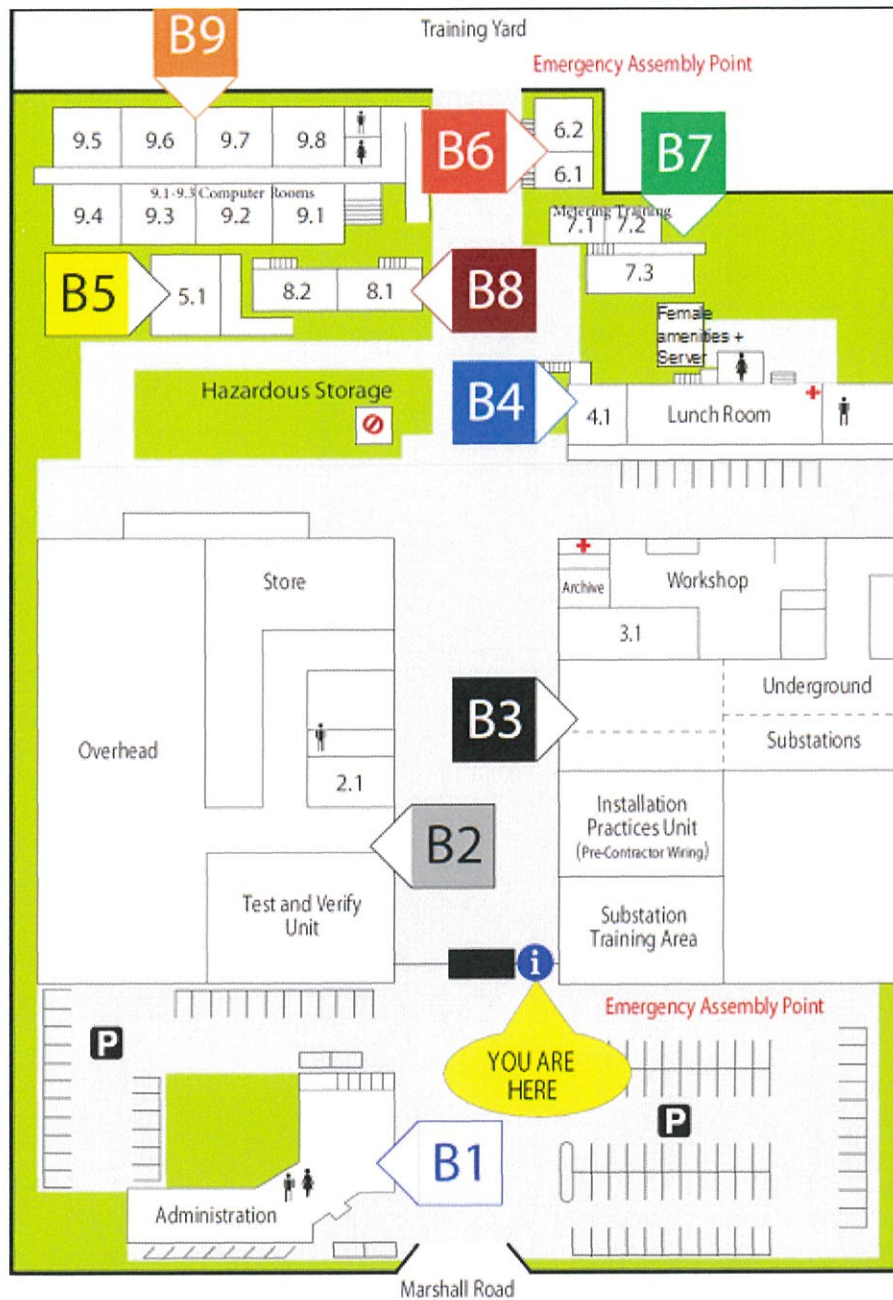 B9
Training Yard
Emergency Assembly Point
9.5 9.6 9.7 9.8
B6
6.2
6.1
B7
9.1-9.3 Computer Rooms
9.4 9.3 9.2 9.1
Metering Training
7.1 7.2
7.3
B5
5.1
8.2 8.1
B8
Female
amenities +
Server
Hazardous Storage
B4
4.1
Lunch Room
Store
Archive
Workshop
3.1
B3
Underground
Substations
Overhead
2.1
B2
Installation
Practices Unit
(Pre-Contractor Wiring)
Test and Verify
Unit
Substation
Training Area
i
Emergency Assembly Point
P
YOU ARE
HERE
P
B1
Administration
Marshall Road